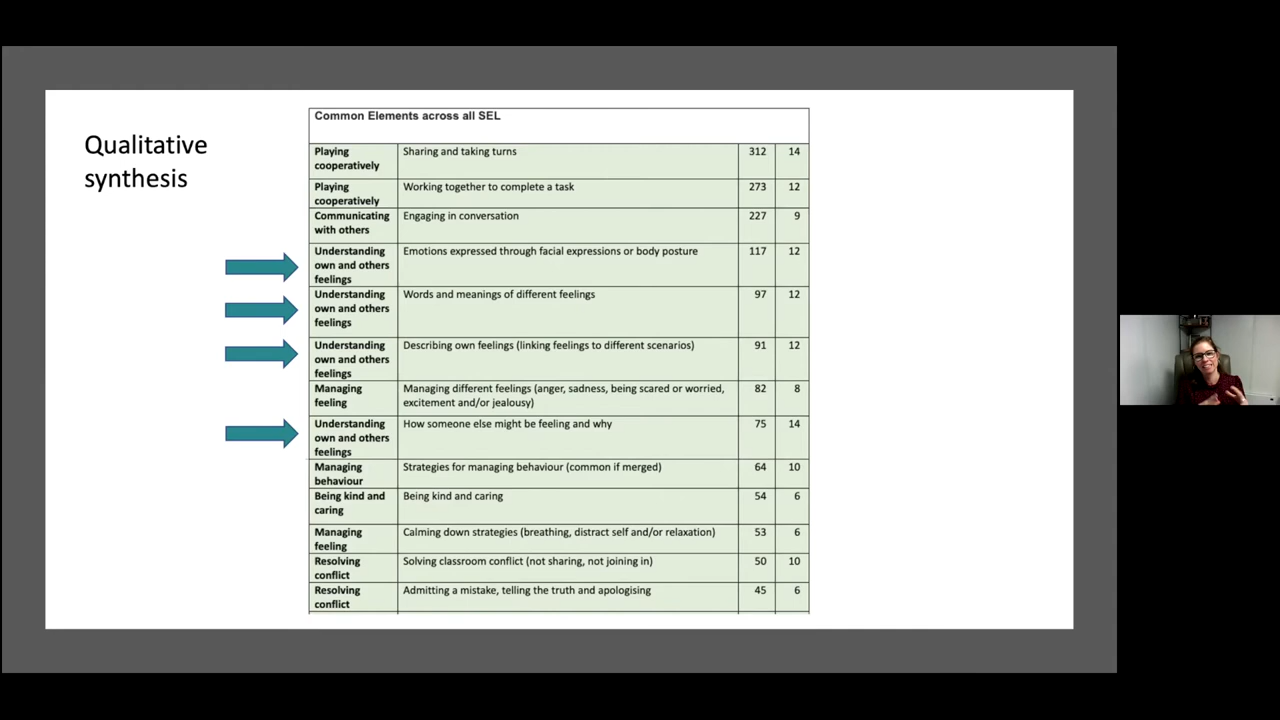 Qualitative
synthesis
Common Elements across all SEL
Playing
cooperatively
Sharing and taking turns
312
14
Playing
cooperatively
Working together to complete a task
273
12
Communicating
with others
Engaging in conversation
227
9
Understanding
own and others
feelings
Emotions expressed through facial expressions or body posture
117
12
Understanding
own and others
feelings
Words and meanings of different feelings
97
12
Understanding
own and others
feelings
Describing own feelings (linking feelings to different scenarios)
91
12
Managing
feeling
Managing different feelings (anger, sadness, being scared or worried,
excitement and/or jealousy)
82
8
Understanding
own and others
feelings
How someone else might be feeling and why
75
14
Managing
behaviour
Strategies for managing behaviour (common if merged)
64
10
Being kind and
caring
Being kind and caring
54
6
Managing
feeling
Calming down strategies (breathing, distract self and/or relaxation)
53
6
Resolving
conflict
Solving classroom conflict (not sharing, not joining in)
50
10
Resolving
conflict
Admitting a mistake, telling the truth and apologising
45
6